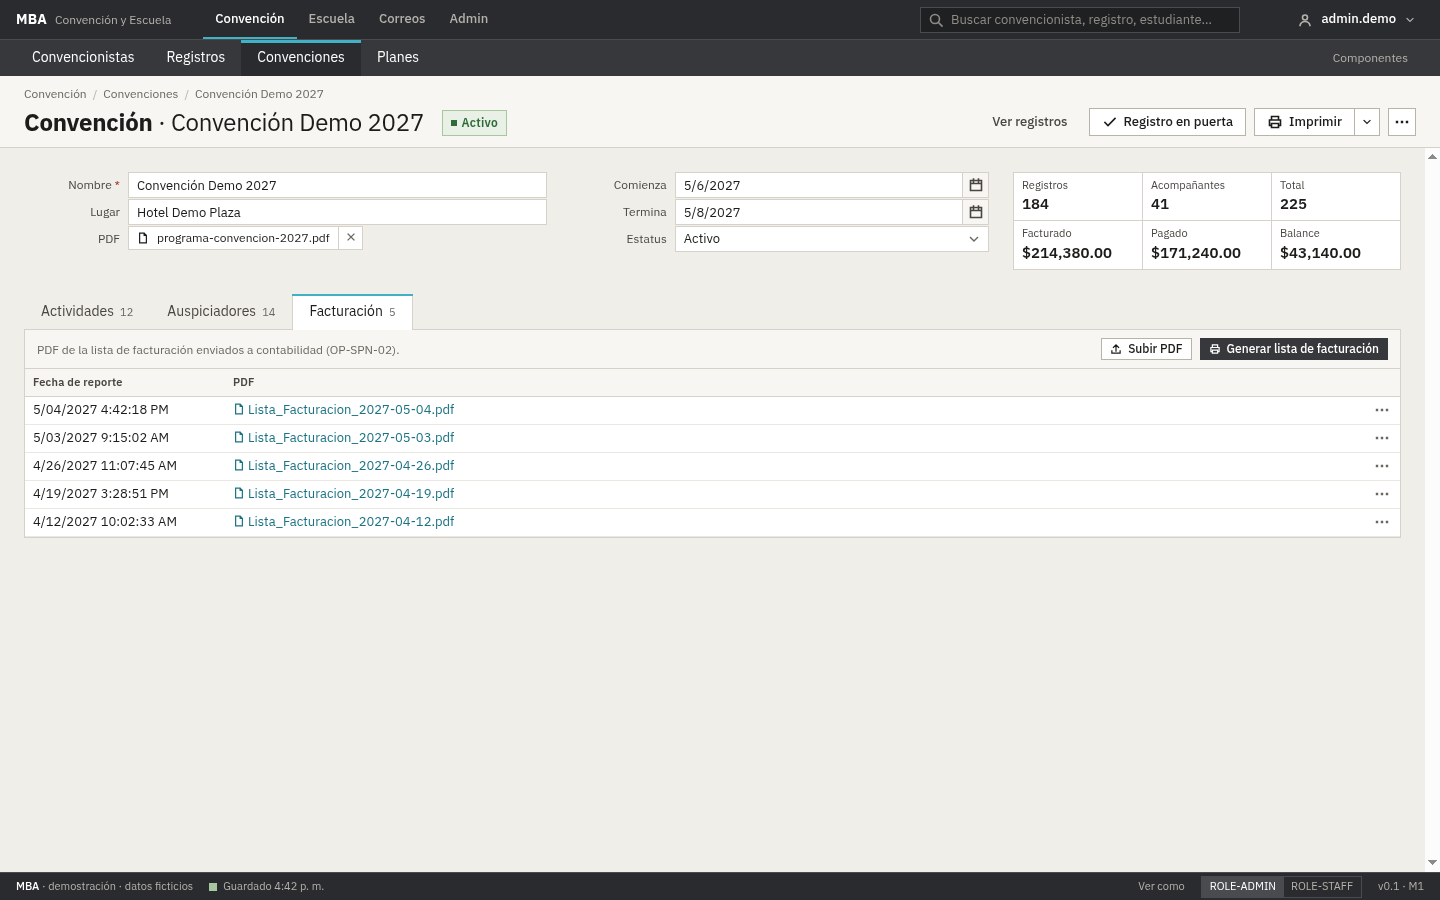 MBA Convención y Escuela Convención Escuela Correos Admin Buscar convencionista, registro, estudiante... admin.demo
Convencionistas Registros Convenciones Planes Componentes
Convención / Convenciones / Convención Demo 2027
Convención · Convención Demo 2027 Activo Ver registros Registro en puerta Imprimir
Nombre * Convención Demo 2027 Comienza 5/6/2027
Lugar Hotel Demo Plaza Termina 5/8/2027
PDF programa-convencion-2027.pdf Estatus Activo
Registros Acompañantes Total
184 41 225
Facturado Pagado Balance
$214,380.00 $171,240.00 $43,140.00
Actividades 12 Auspiciadores 14 Facturación 5
PDF de la lista de facturación enviados a contabilidad (OP-SPN-02). Subir PDF Generar lista de facturación
Fecha de reporte PDF
5/04/2027 4:42:18 PM Lista_Facturacion_2027-05-04.pdf
5/03/2027 9:15:02 AM Lista_Facturacion_2027-05-03.pdf
4/26/2027 11:07:45 AM Lista_Facturacion_2027-04-26.pdf
4/19/2027 3:28:51 PM Lista_Facturacion_2027-04-19.pdf
4/12/2027 10:02:33 AM Lista_Facturacion_2027-04-12.pdf
MBA · demostración · datos ficticios Guardado 4:42 p. m. Ver como ROLE-ADMIN ROLE-STAFF v0.1 · M1